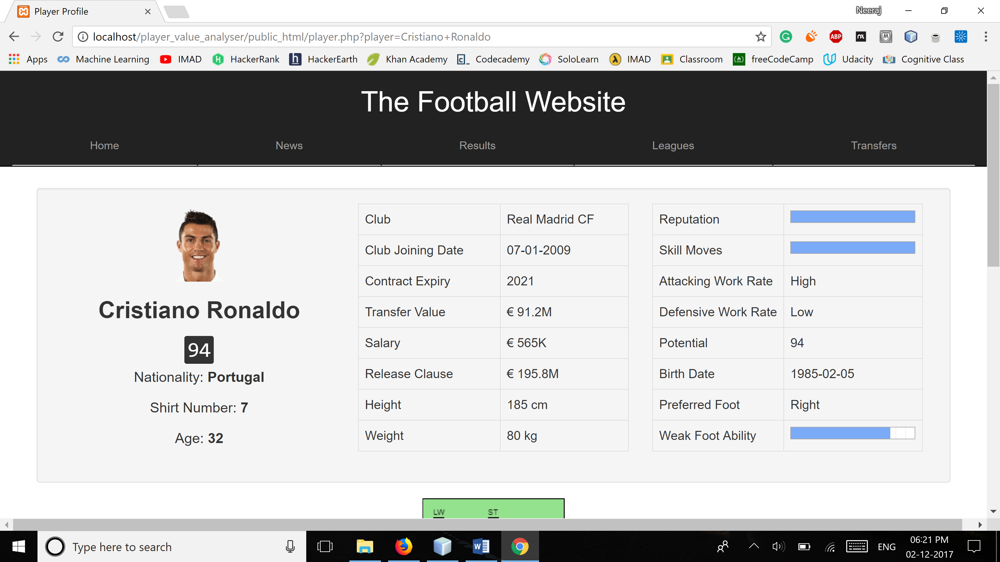 Player Profile
Neeraj
localhost/player_value_analyser/public_html/player.php?player=Cristiano+Ronaldo
ABP
Apps Machine Learning IMAD HackerRank HackerEarth Khan Academy Codecademy SoloLearn IMAD Classroom freeCodeCamp Udacity Cognitive Class
The Football Website
Home News Results Leagues Transfers
Cristiano Ronaldo
94
Nationality: Portugal
Shirt Number: 7
Age: 32
Club Real Madrid CF
Club Joining Date 07-01-2009
Contract Expiry 2021
Transfer Value € 91.2M
Salary € 565K
Release Clause € 195.8M
Height 185 cm
Weight 80 kg
Reputation
Skill Moves
Attacking Work Rate High
Defensive Work Rate Low
Potential 94
Birth Date 1985-02-05
Preferred Foot Right
Weak Foot Ability
LW ST
Type here to search
ENG
06:21 PM
02-12-2017